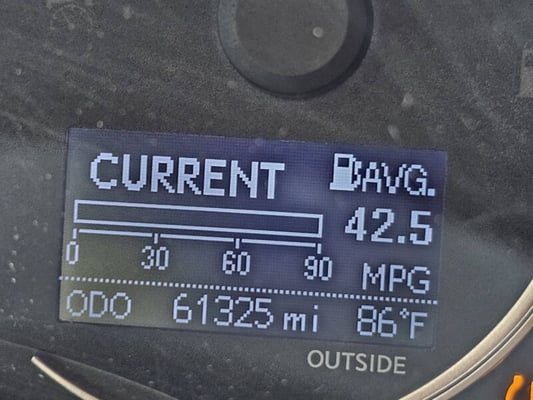 CURRENT AVG.
42.5
0 30 60 90 MPG
ODO 61325 mi 86°F
OUTSIDE